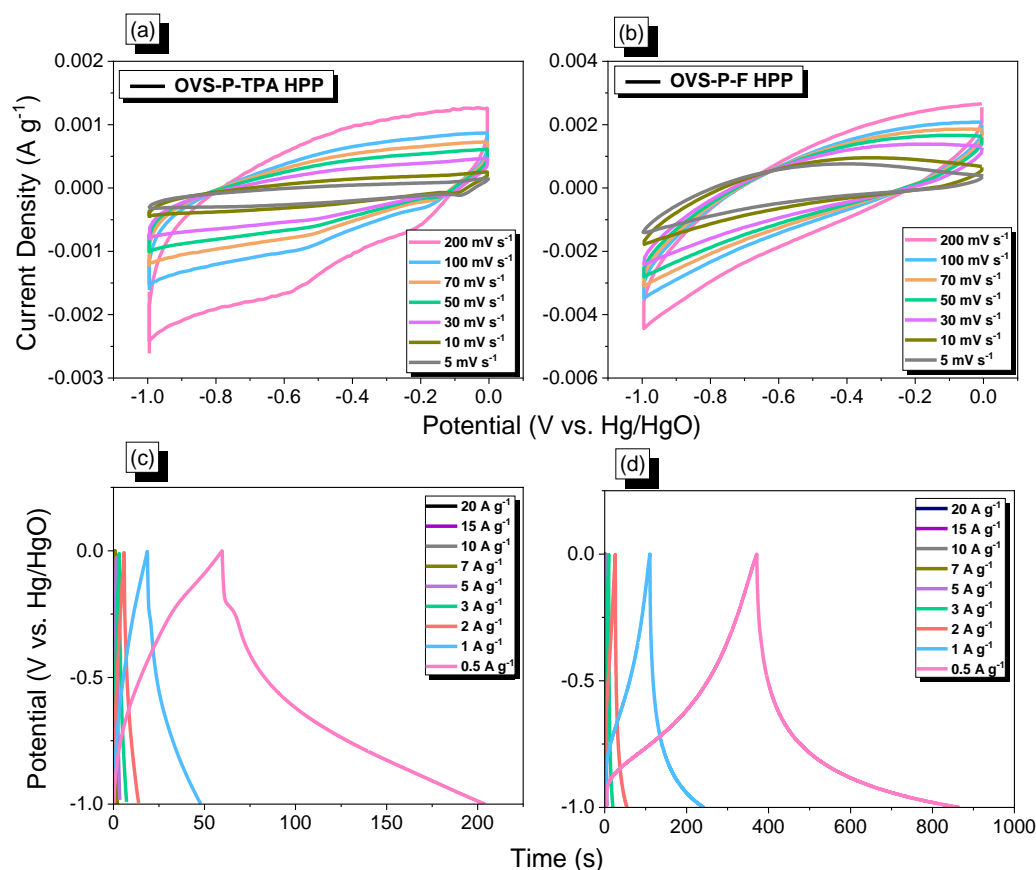 (a)
(b)
0.002
0.001
0.000
-0.001
-0.002
-0.003
OVS-P-TPA HPP
200 mV s⁻¹
100 mV s⁻¹
70 mV s⁻¹
50 mV s⁻¹
30 mV s⁻¹
10 mV s⁻¹
5 mV s⁻¹
-1.0 -0.8 -0.6 -0.4 -0.2 0.0
Current Density (A g⁻¹)
0.004
0.002
0.000
-0.002
-0.004
-0.006
OVS-P-F HPP
200 mV s⁻¹
100 mV s⁻¹
70 mV s⁻¹
50 mV s⁻¹
30 mV s⁻¹
10 mV s⁻¹
5 mV s⁻¹
-1.0 -0.8 -0.6 -0.4 -0.2 0.0
Potential (V vs. Hg/HgO)
(c)
(d)
0.0
-0.5
-1.0
20 A g⁻¹
15 A g⁻¹
10 A g⁻¹
7 A g⁻¹
5 A g⁻¹
3 A g⁻¹
2 A g⁻¹
1 A g⁻¹
0.5 A g⁻¹
0 50 100 150 200
Potential (V vs. Hg/HgO)
0.0
-0.5
-1.0
20 A g⁻¹
15 A g⁻¹
10 A g⁻¹
7 A g⁻¹
5 A g⁻¹
3 A g⁻¹
2 A g⁻¹
1 A g⁻¹
0.5 A g⁻¹
0 200 400 600 800 1000
Time (s)